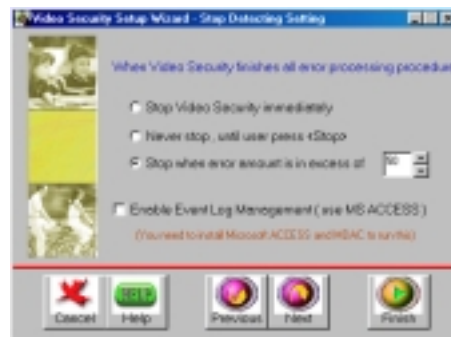 Video Security Setup Wizard - Stop Detecting Setting
When Video Security finishes all error processing procedure
Stop Video Security immediately
Never stop, until user press <Stop>
Stop when error amount is in excess of
Enable Event Log Management ( use MS ACCESS )
(You need to install Microsoft ACCESS and MDAC to run this)
HELP
Cancel Help Previous Next Finish